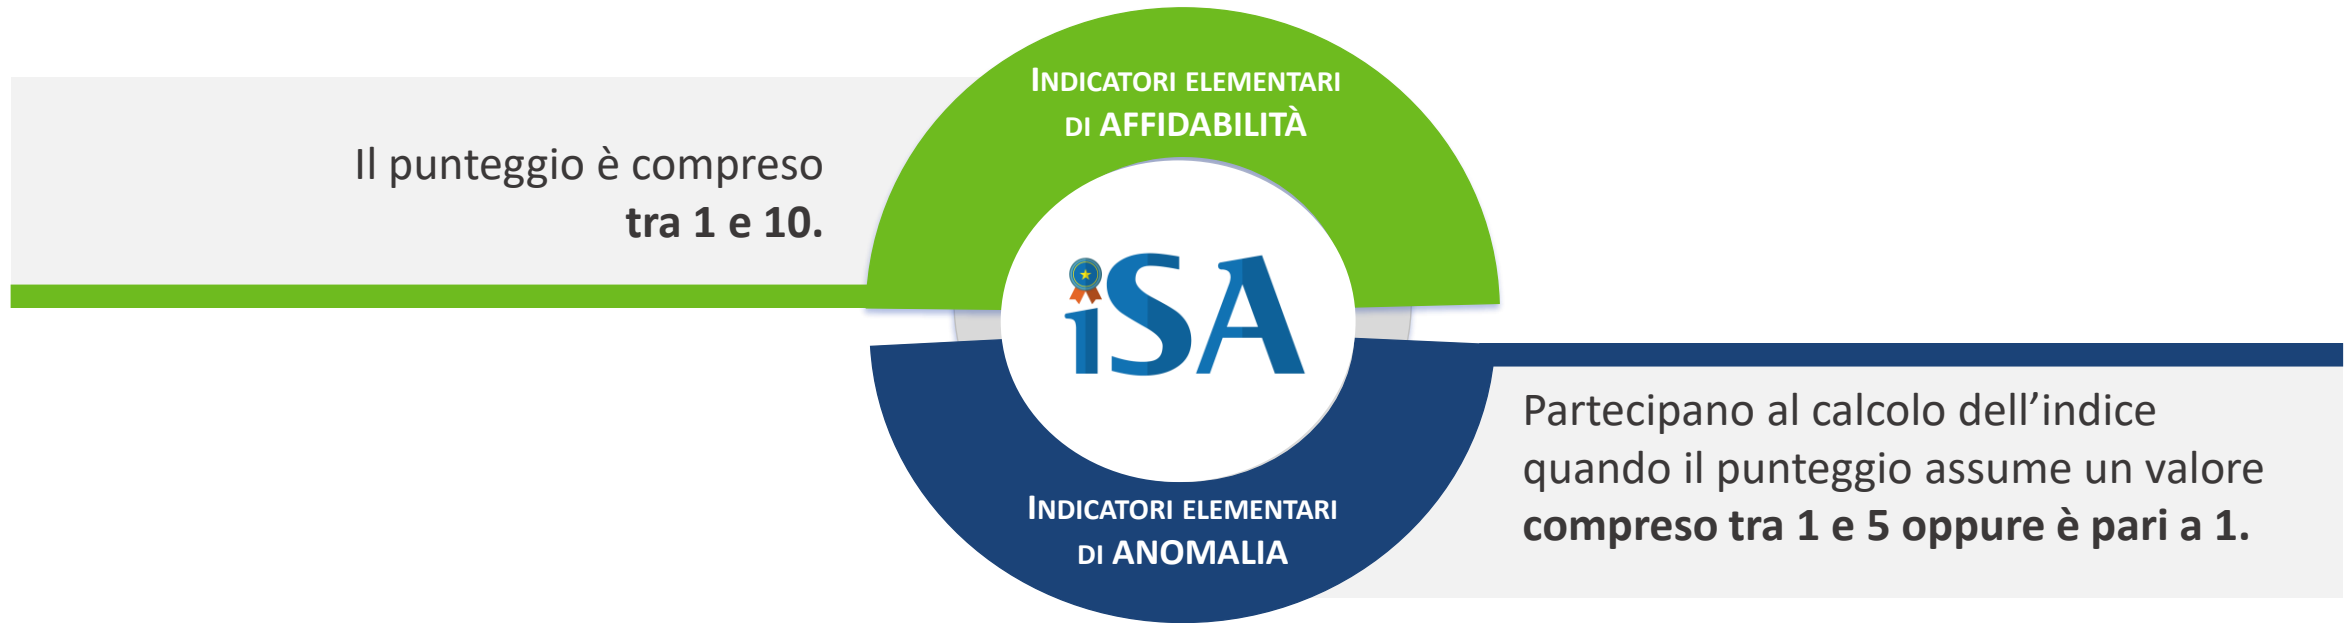 INDICATORI ELEMENTARI
DI AFFIDABILITÀ
Il punteggio è compreso
tra 1 e 10.
iSA
Partecipano al calcolo dell’indice
quando il punteggio assume un valore
compreso tra 1 e 5 oppure è pari a 1.
INDICATORI ELEMENTARI
DI ANOMALIA